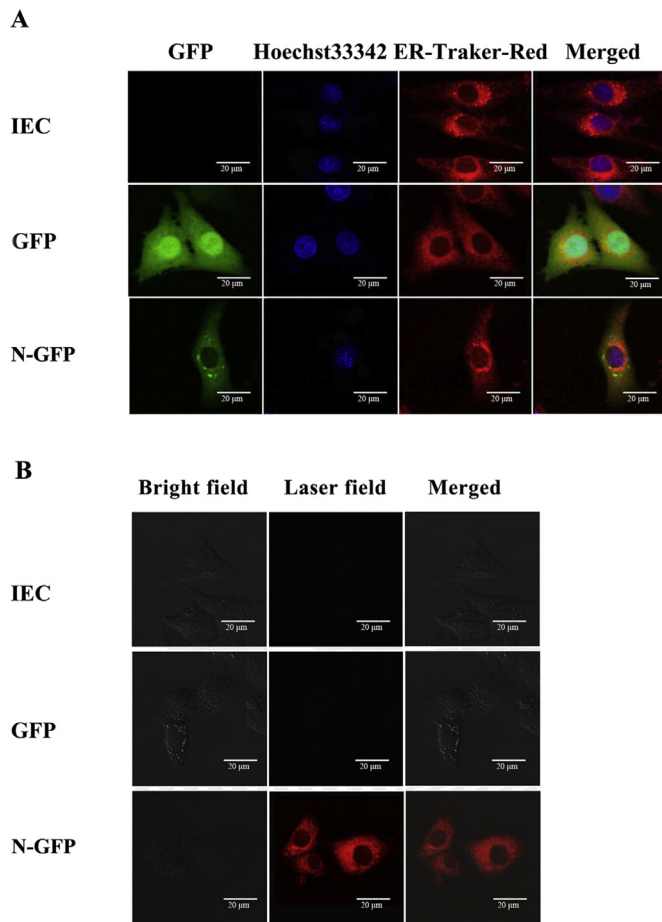 A
GFP Hoechst33342 ER-Traker-Red Merged
IEC
20 μm 20 μm 20 μm 20 μm
GFP
20 μm 20 μm 20 μm 20 μm
N-GFP
20 μm 20 μm 20 μm 20 μm
B
Bright field Laser field Merged
IEC
20 μm 20 μm 20 μm
GFP
20 μm 20 μm 20 μm
N-GFP
20 μm 20 μm 20 μm